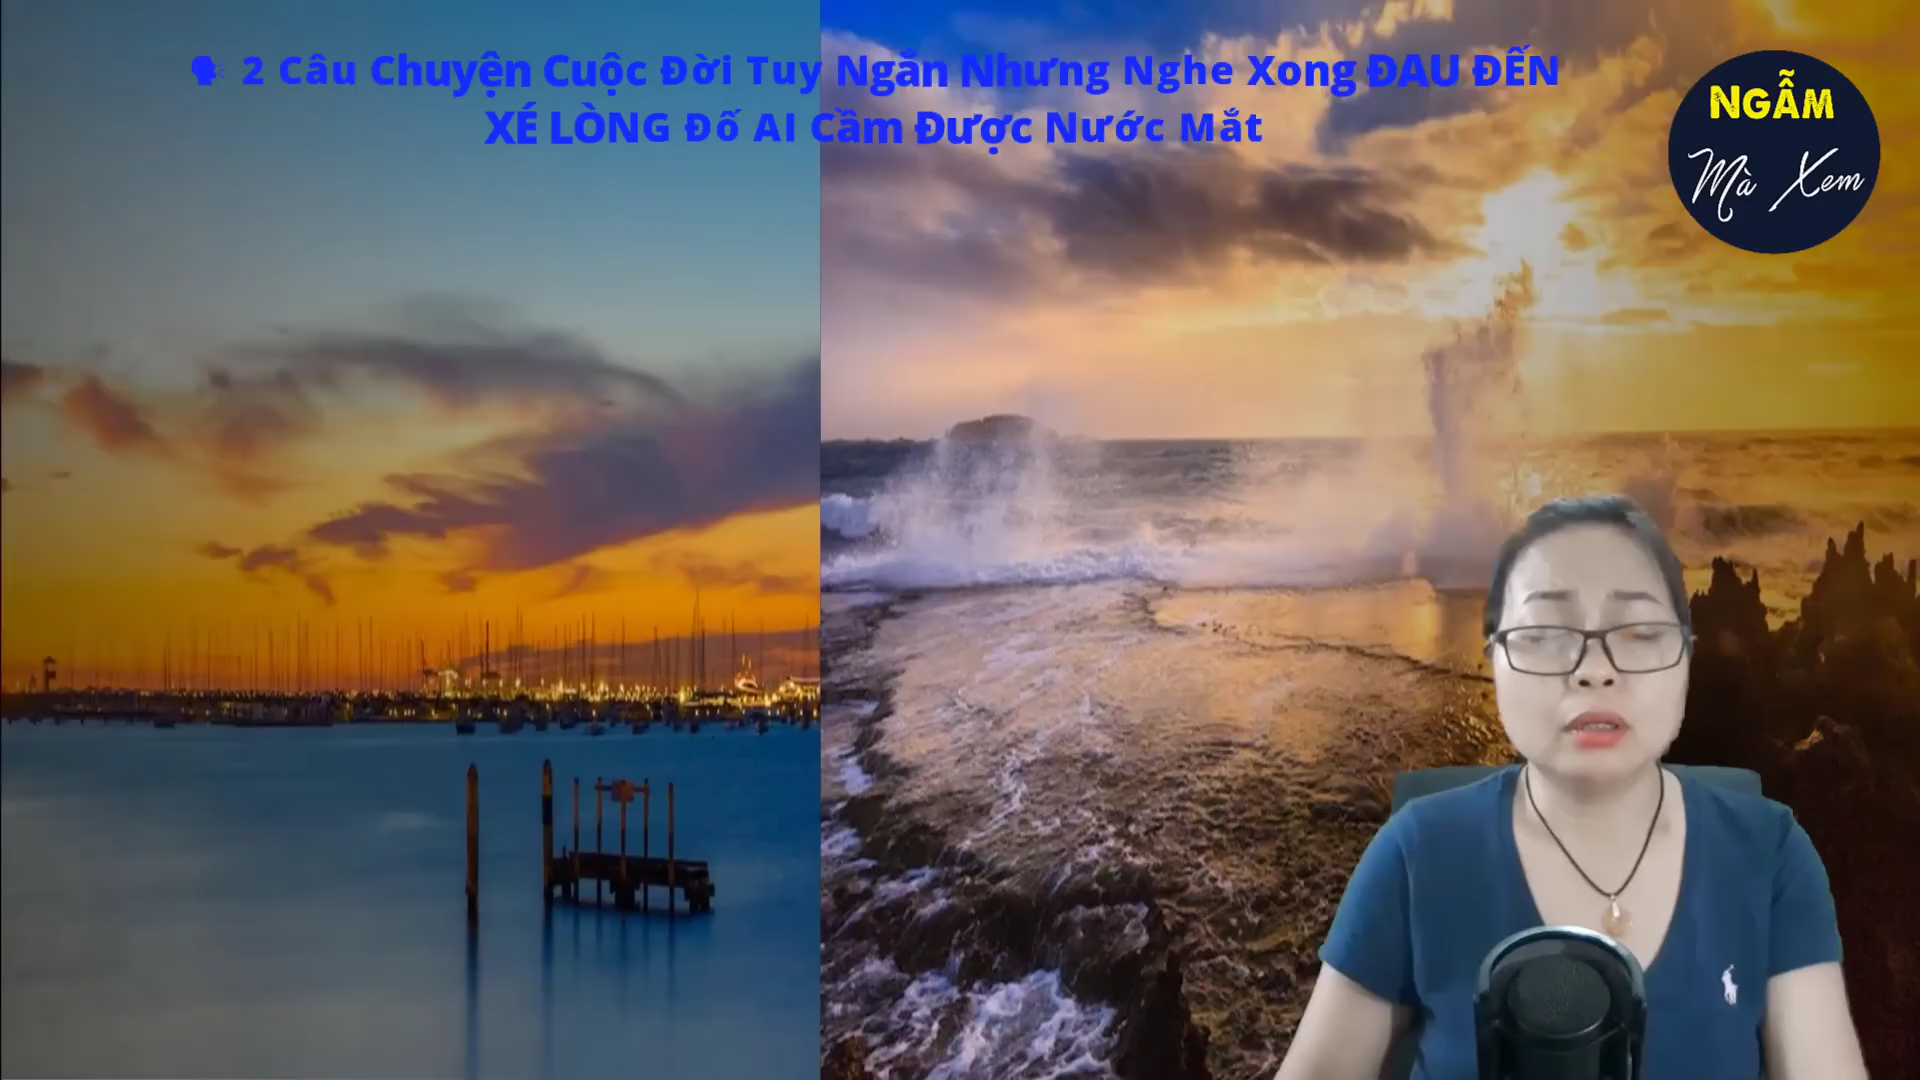 2 Câu Chuyện Cuộc Đời Tuy Ngắn Nhưng Nghe Xong ĐAU ĐẾN
XÉ LÒNG Đố AI Cầm Được Nước Mắt
NGẪM
Mà Xem